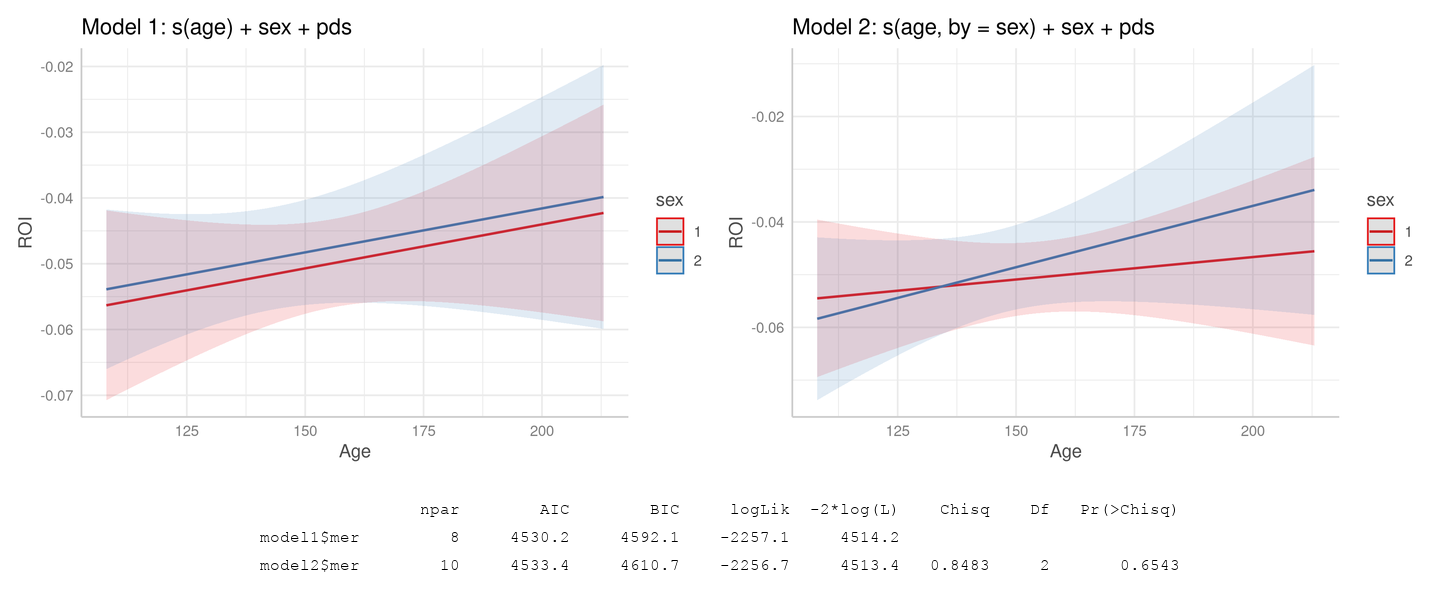 Model 1: s(age) + sex + pds
-0.02
-0.03
-0.04
-0.05
-0.06
-0.07
ROI
125 150 175 200
Age
sex
1
2
Model 2: s(age, by = sex) + sex + pds
-0.02
-0.04
-0.06
ROI
125 150 175 200
Age
sex
1
2
npar AIC BIC logLik -2*log(L) Chisq Df Pr(>Chisq)
model1$mer 8 4530.2 4592.1 -2257.1 4514.2
model2$mer 10 4533.4 4610.7 -2256.7 4513.4 0.8483 2 0.6543